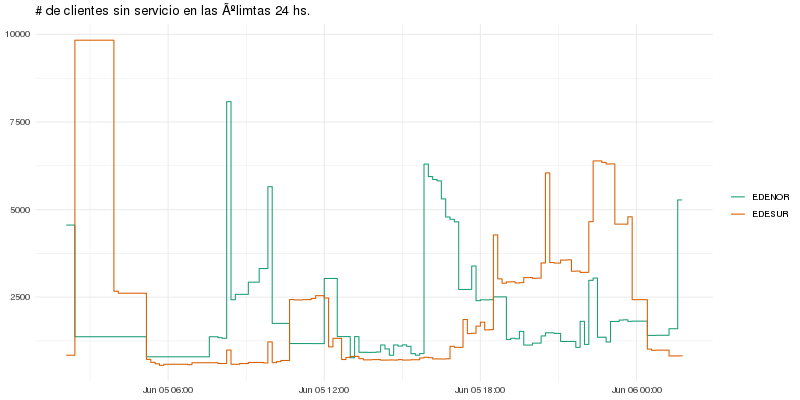 # de clientes sin servicio en las Ãºlimtas 24 hs.
10000
7500
5000
2500
Jun 05 06:00
Jun 05 12:00
Jun 05 18:00
Jun 06 00:00
EDENOR
EDESUR